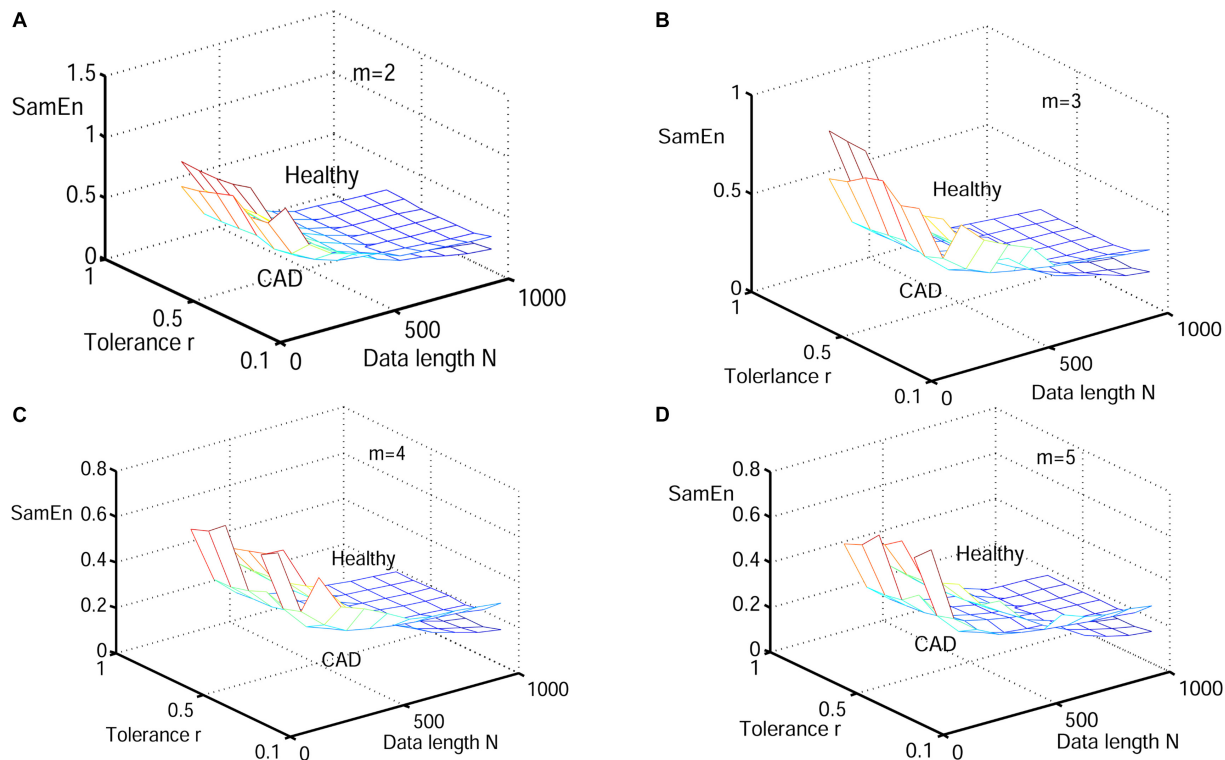 A
1.5
m=2
SamEn
1
Healthy
0.5
0
1
CAD
1000
0.5
500
Tolerance r
Data length N
0.1
0
B
1
m=3
SamEn
Healthy
0.5
CAD
0
1
1000
0.5
500
Tolerlance r
Data length N
0.1
0
C
0.8
m=4
0.6
SamEn
Healthy
0.4
0.2
CAD
0
1
1000
0.5
500
Tolerance r
Data length N
0.1
0
D
0.8
m=5
SamEn
0.6
Healthy
0.4
0.2
CAD
0
1
1000
0.5
500
Tolerance r
Data length N
0.1
0